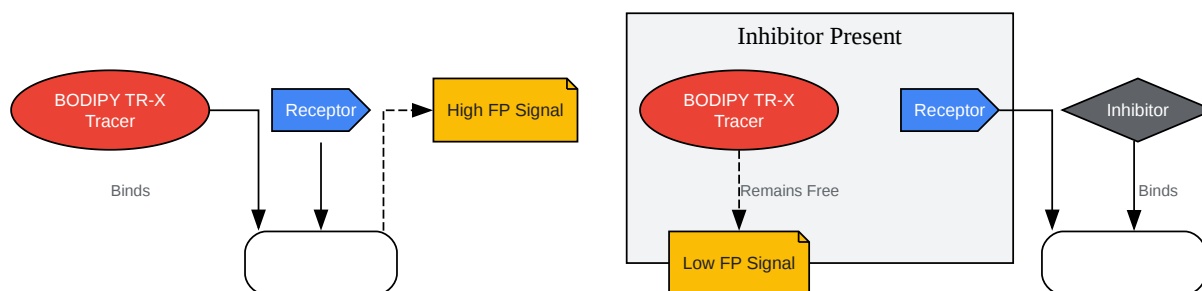 BODIPY TR-X
Tracer
Receptor
High FP Signal
Binds
Inhibitor Present
BODIPY TR-X
Tracer
Receptor
Inhibitor
Remains Free
Binds
Low FP Signal